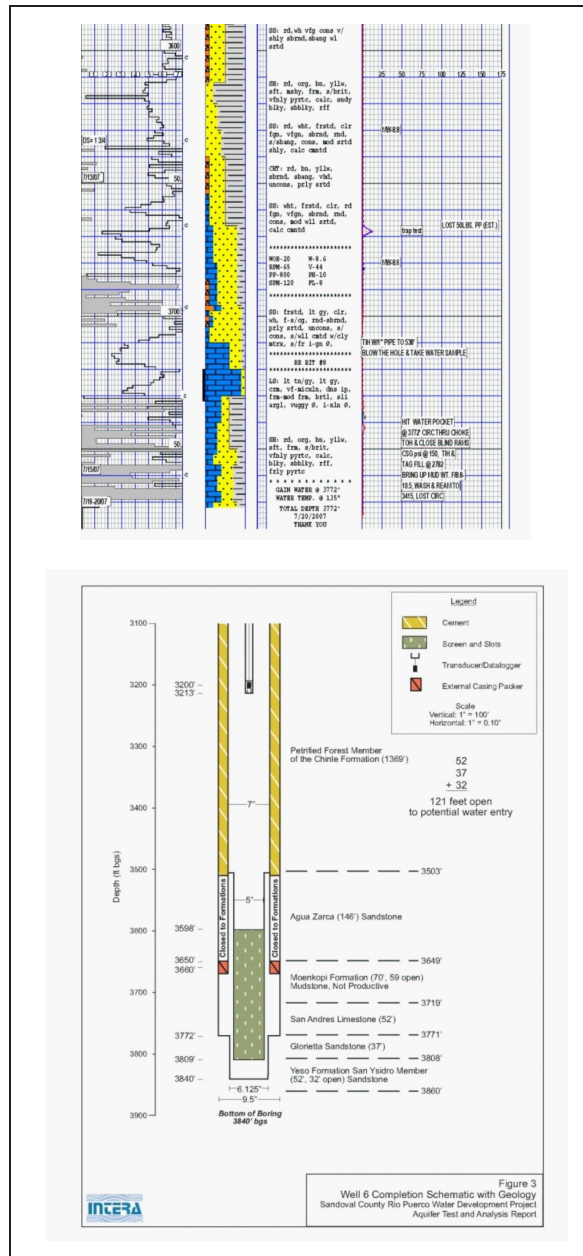 SS: rd,wh vfg cons v/
shly sbrnd,sbang wl
srtd
3600
25 50 75 100 125 150 175
SH: rd, org, bn, yllw,
sft, mshy, frm, s/brit,
vfnly pyrtc, calc, sndy
blky, sbblky, rff
SS: rd, wht, frstd, clr
fgn, vfgn, sbrnd, rnd,
s/sbang, cons, mod srtd
shly, calc cmntd
MW-8.8
DS= 1 3/4
7/13/07
50
CHT: rd, bn, yllw,
sbrnd, sbang, vhd,
uncons, prly srtd
SS: wht, frstd, clr, rd
fgn, vfgn, sbrnd, rnd,
cons, mod wll srtd,
calc cmntd
LOST 50 LBS. PP (EST.)
trap test
***********************
WOB-20 W-8.6
RPM-65 V-44
PP-800 PH-10
SPM-120 FL-8
***********************
MW-8.6
3700
SS: frstd, lt gy, clr,
wh, f-s/cg, rnd-sbrnd,
prly srtd, uncons, s/
cons, s/wll cmtd w/cly
mtrx, s/fr i-gn Ø,
***********************
RR BIT #8
***********************
BLOW THE HOLE & TAKE WATER SAMPLE
LS: lt tn/gy, lt gy,
crm, vf-micxln, dns ip,
frm-mod frm, brtl, sli
argl, vuggy Ø, i-xln Ø,
HIT WATER POCKET
@ 3772' CIRC THRU CHOKE
TOH & CLOSE BLIND RAMS
CSG psi @ 150, TIH &
TAG FILL @ 2782
BRING UP MUD WT. F/8.8
10.5, WASH & REAM TO
3415, LOST CIRC
SH: rd, org, bn, yllw,
sft, frm, s/brit,
vfnly pyrtc, calc,
blky, sbblky, rff,
frly pyrtc
50
7/15/07
7/16-20/07
* * * * * * * * * * * *
GAIN WATER @ 3772'
WATER TEMP. @ 135°
TOTAL DEPTH 3772'
7/20/2007
THANK YOU
Legend
Cement
Screen and Slots
Transducer/Datalogger
External Casing Packer
Scale
Vertical: 1" = 100'
Horizontal: 1" = 0.10"
3100
3200
3300
3400
3500
3600
3700
3800
3900
Depth (ft bgs)
3200'
3213'
3598'
3650'
3660'
3772'
3809'
3840'
7"
5"
Closed to Formations
Closed to Formations
6.125"
9.5"
Bottom of Boring
3840' bgs
Petrified Forest Member
of the Chinle Formation (1369')
52
37
+ 32
121 feet open
to potential water entry
3503'
Agua Zarca (146') Sandstone
3649'
Moenkopi Formation (70', 59 open)
Mudstone, Not Productive
3719'
San Andres Limestone (52')
3771'
Glorietta Sandstone (37')
3808'
Yeso Formation San Ysidro Member
(52', 32' open) Sandstone
3860'
INTERA
Figure 3
Well 6 Completion Schematic with Geology
Sandoval County Rio Puerco Water Development Project
Aquifer Test and Analysis Report